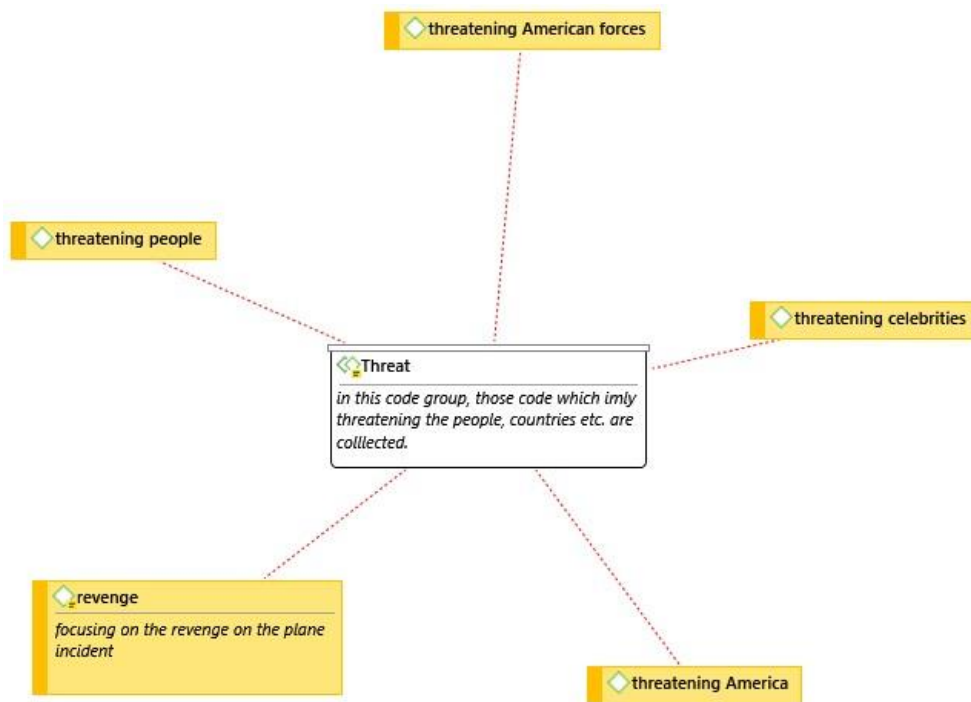 threatening American forces
threatening people
threatening celebrities
Threat
in this code group, those code which imly
threatening the people, countries etc. are
colllected.
revenge
focusing on the revenge on the plane
incident
threatening America